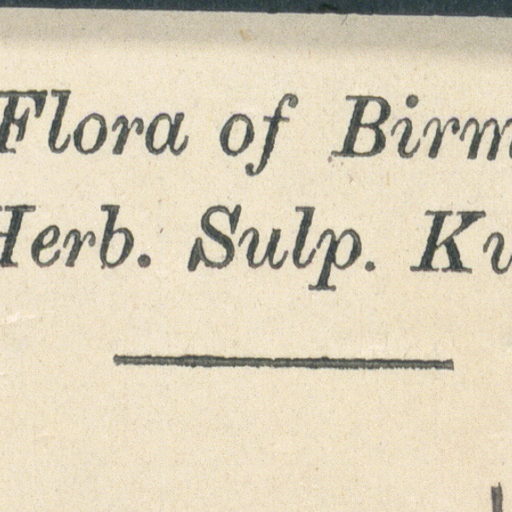 Flora of Birm
Herb. Sulp. Ku